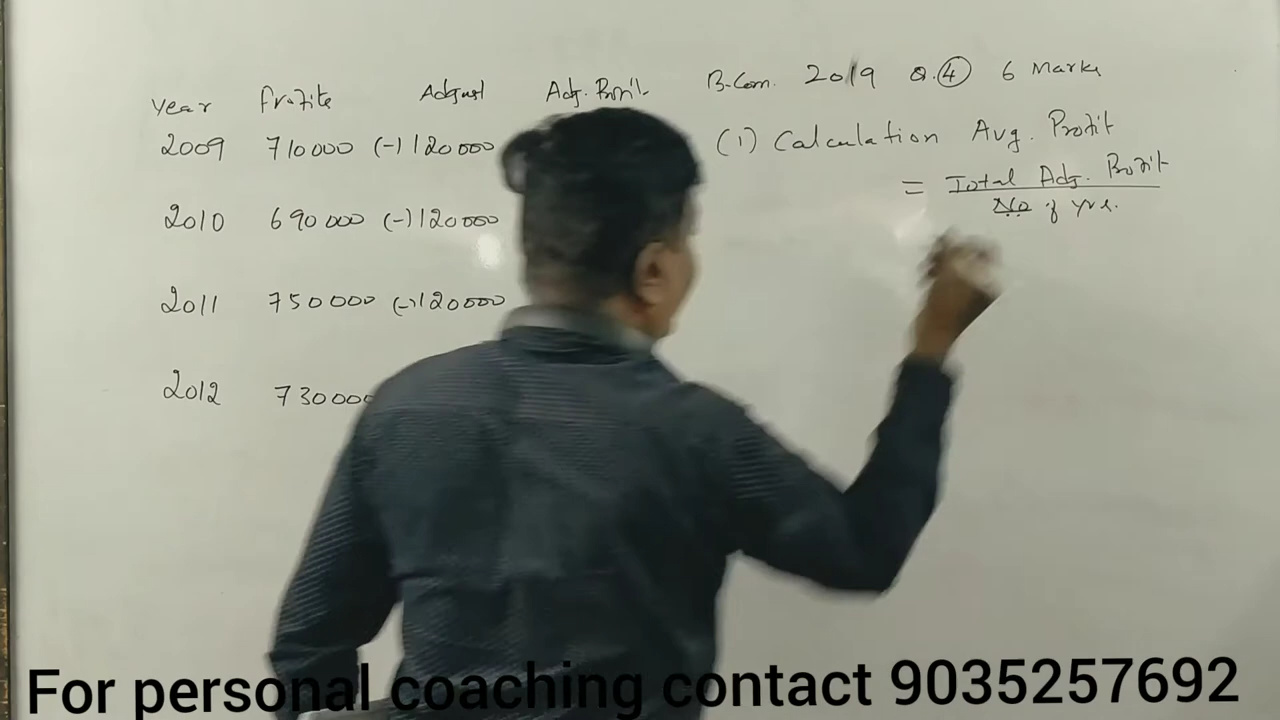 Year Profits Adjust Adj. Profit B.Com. 2019 Q.④ 6 Marks
2009 710000 (-) 120000 (1) Calculation Avg. Profit
= Total Adj. Profit
No of yrs.
2010 690000 (-) 120000
2011 750000 (-) 120000
2012 730000
For personal coaching contact 9035257692